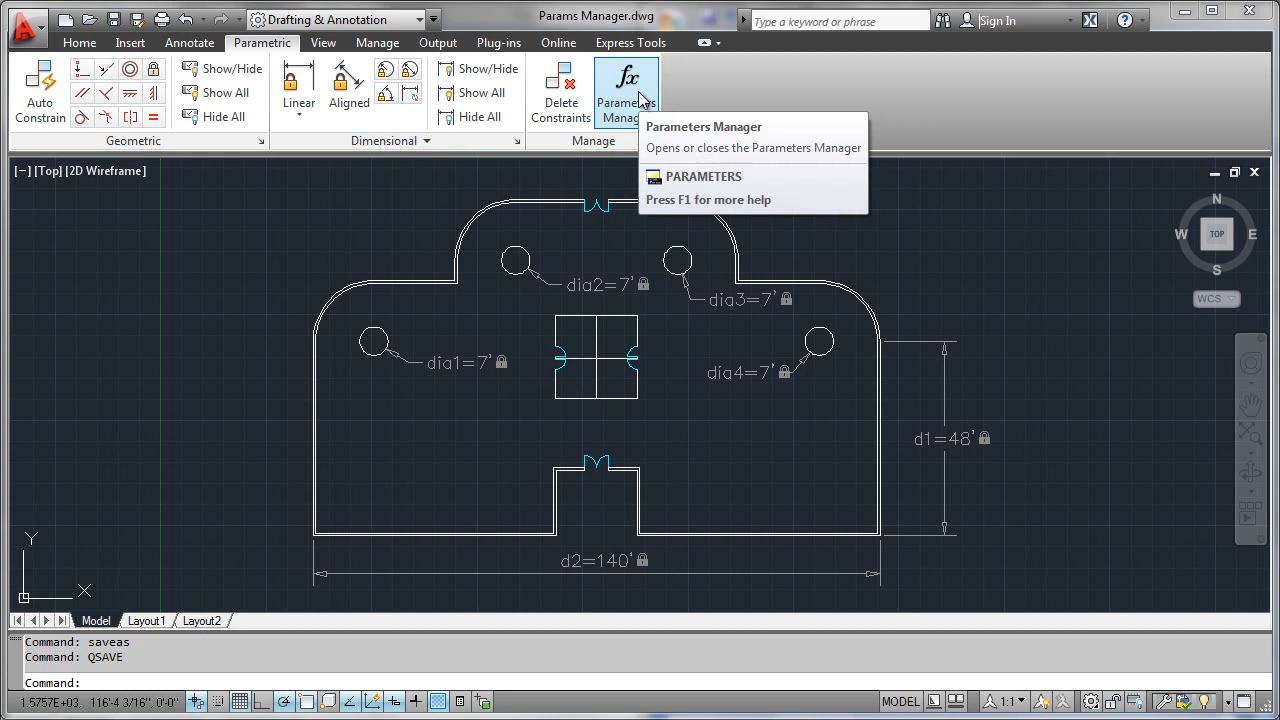 Drafting & Annotation
Params Manager.dwg
Type a keyword or phrase
Sign In
Home Insert Annotate Parametric View Manage Output Plug-ins Online Express Tools
Auto Constrain
Show/Hide
Show All
Hide All
Geometric
Linear
Aligned
Show/Hide
Show All
Hide All
Dimensional
Delete Constraints
fx
Parameters
Manag
Manage
Parameters Manager
Opens or closes the Parameters Manager
PARAMETERS
Press F1 for more help
[−] [Top] [2D Wireframe]
N
W TOP E
S
WCS
dia2=7'
dia3=7'
dia1=7'
dia4=7'
d1=48'
d2=140'
Y
X
Model Layout1 Layout2
Command: saveas
Command: QSAVE
Command:
1.5757E+03, 116'-4 3/16", 0'-0"
MODEL
1:1